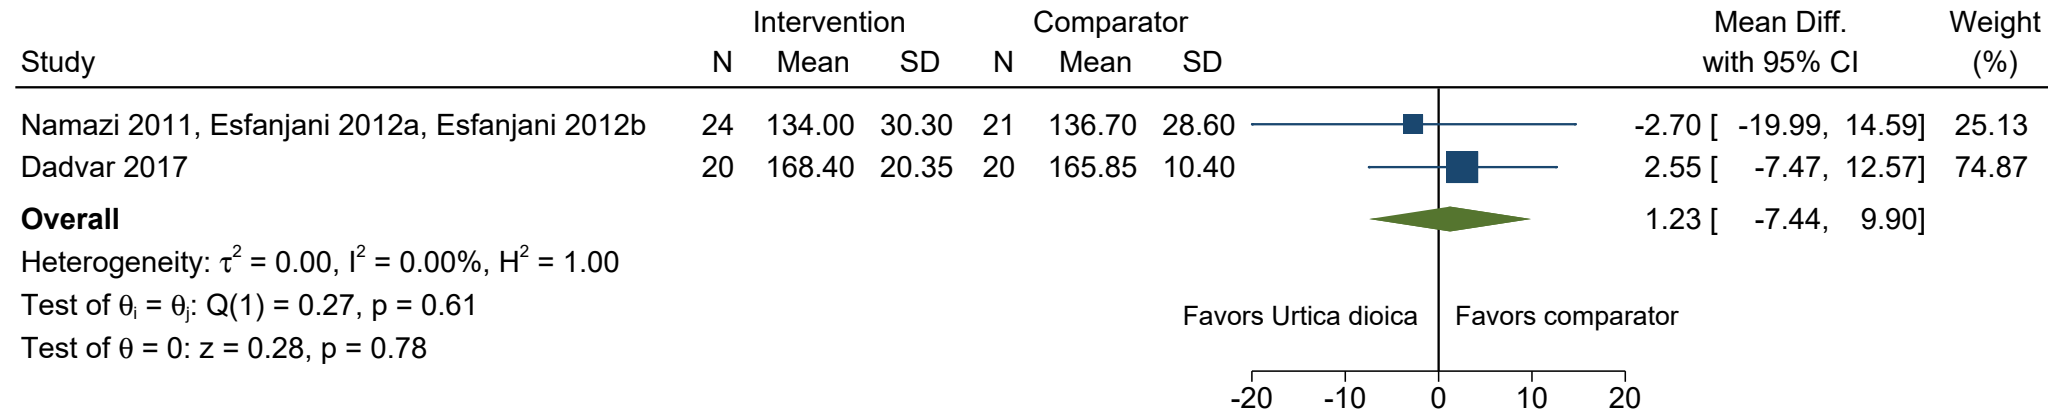 Intervention Comparator Mean Diff. Weight
Study N Mean SD N Mean SD with 95% CI (%)
Namazi 2011, Esfanjani 2012a, Esfanjani 2012b 24 134.00 30.30 21 136.70 28.60 -2.70 [ -19.99, 14.59] 25.13
Dadvar 2017 20 168.40 20.35 20 165.85 10.40 2.55 [ -7.47, 12.57] 74.87
Overall 1.23 [ -7.44, 9.90]
Heterogeneity: τ² = 0.00, I² = 0.00%, H² = 1.00
Test of θᵢ = θⱼ: Q(1) = 0.27, p = 0.61
Favors Urtica dioica Favors comparator
Test of θ = 0: z = 0.28, p = 0.78
-20 -10 0 10 20